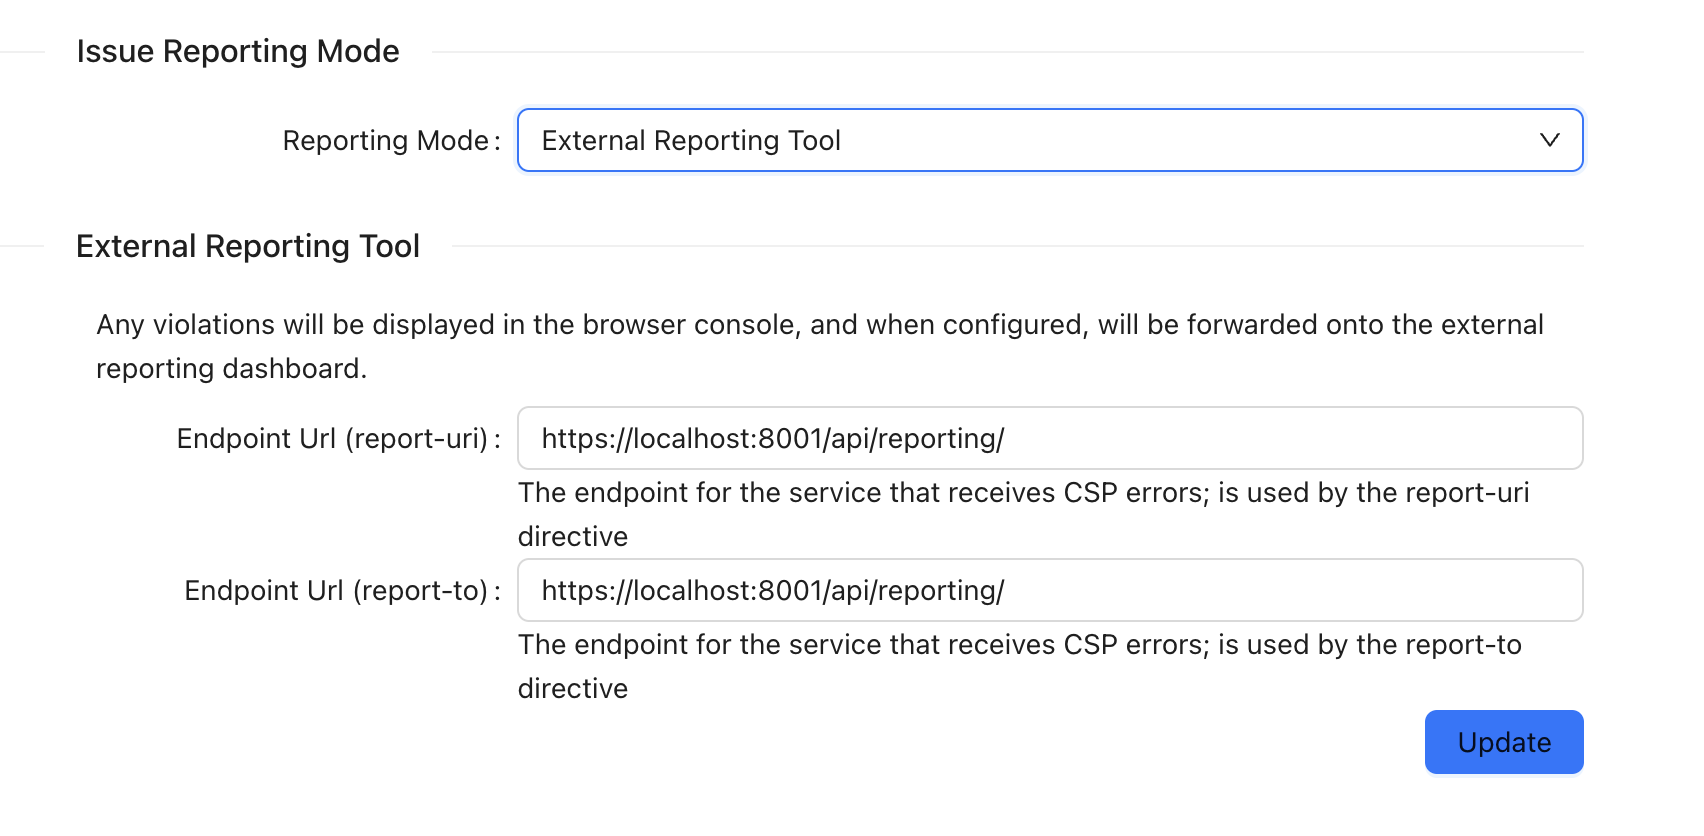 Issue Reporting Mode
Reporting Mode:
External Reporting Tool
External Reporting Tool
Any violations will be displayed in the browser console, and when configured, will be forwarded onto the external
reporting dashboard.
Endpoint Url (report-uri):
https://localhost:8001/api/reporting/
The endpoint for the service that receives CSP errors; is used by the report-uri
directive
Endpoint Url (report-to):
https://localhost:8001/api/reporting/
The endpoint for the service that receives CSP errors; is used by the report-to
directive
Update